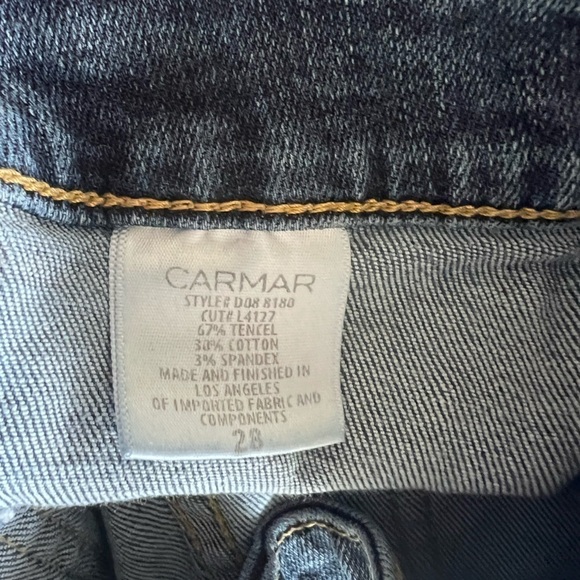 CARMAR
STYLE# D08 8180
CUT# L4127
67% TENCEL
30% COTTON
3% SPANDEX
MADE AND FINISHED IN
LOS ANGELES
OF IMPORTED FABRIC AND
COMPONENTS
28